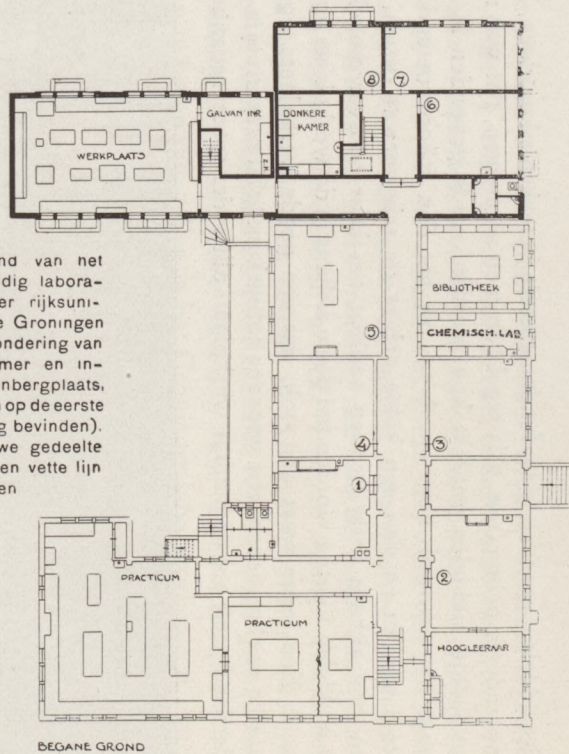 GALVAN INR
DONKERE
KAMER
8
7
6
WERKPLAATS
nd van het
dig labora-
er rijksuni-
e Groningen
ondering van
mer en in-
nbergplaats,
n op de eerste
g bevinden).
we gedeelte
en vette lijn
en
BIBLIOTHEEK
CHEMISCH. LAB
5
4
3
1
2
PRACTICUM
PRACTICUM
HOOGLEERAAR
BEGANE GROND